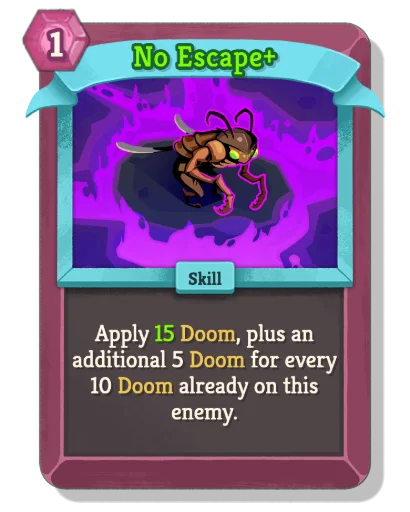 1
No Escape+
Skill
Apply 15 Doom, plus an
additional 5 Doom for every
10 Doom already on this
enemy.